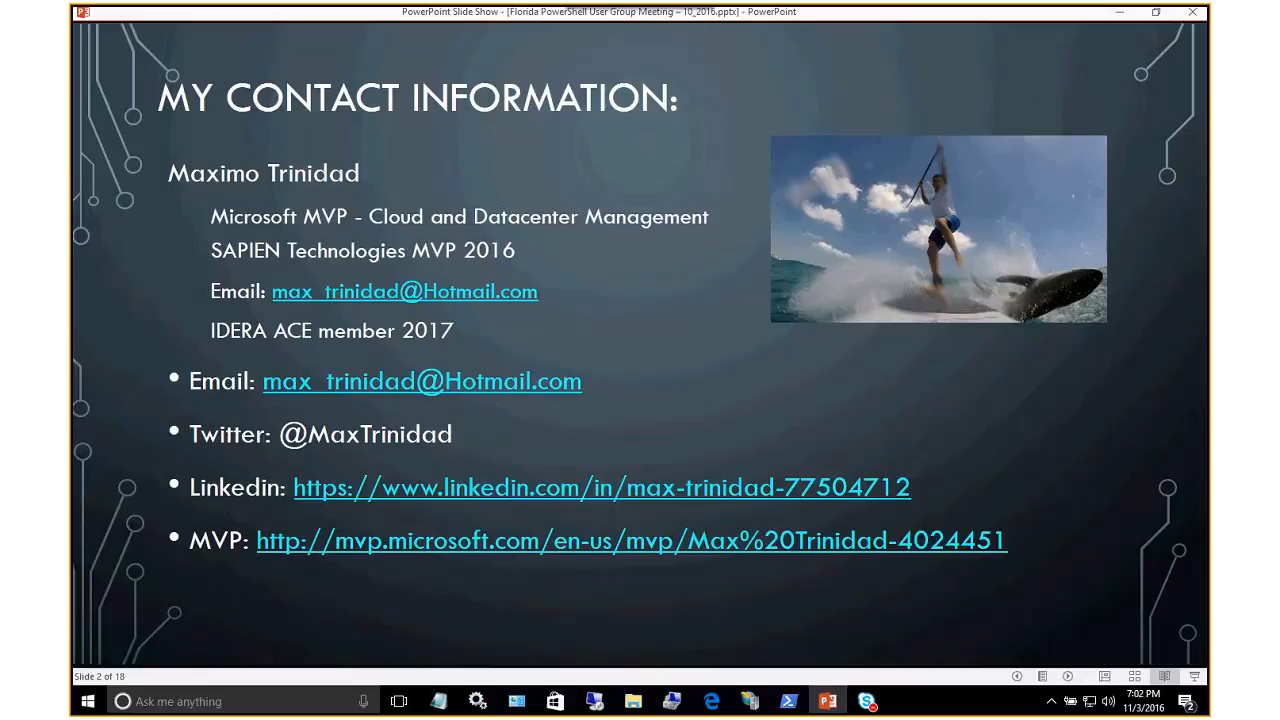 PowerPoint Slide Show - [Florida PowerShell User Group Meeting – 10_2016.pptx] - PowerPoint
MY CONTACT INFORMATION:
Maximo Trinidad
Microsoft MVP - Cloud and Datacenter Management
SAPIEN Technologies MVP 2016
Email: max_trinidad@Hotmail.com
IDERA ACE member 2017
• Email: max_trinidad@Hotmail.com
• Twitter: @MaxTrinidad
• Linkedin: https://www.linkedin.com/in/max-trinidad-77504712
• MVP: http://mvp.microsoft.com/en-us/mvp/Max%20Trinidad-4024451
Slide 2 of 18
Ask me anything
7:02 PM
11/3/2016
2